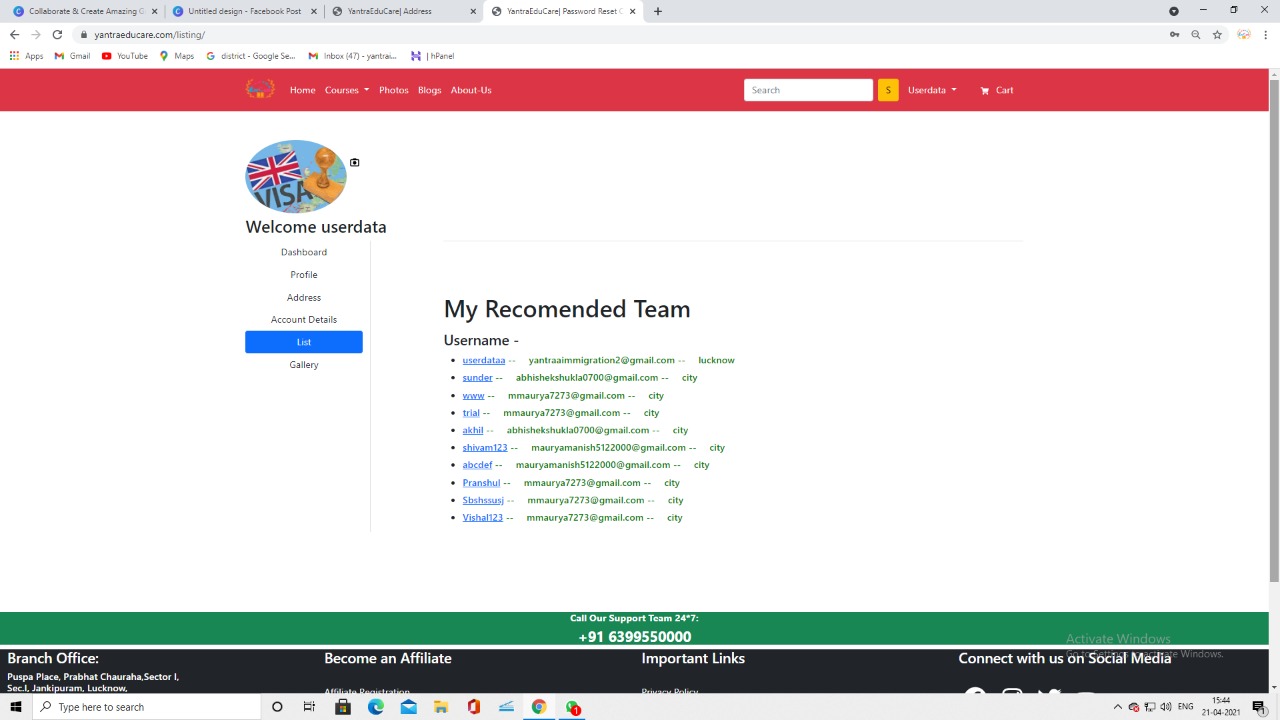 Collaborate & Create Amazing G
Untitled design - Facebook Post
YantraEduCare| Address
YantraEduCare| Password Reset C
yantraeducare.com/listing/
Apps
Gmail
YouTube
Maps
district - Google Se...
Inbox (47) - yantrai...
| hPanel
Home
Courses
Photos
Blogs
About-Us
Search
S
Userdata
Cart
VISA
Welcome userdata
Dashboard
Profile
Address
Account Details
List
Gallery
My Recomended Team
Username -
userdataa -- yantraaimmigration2@gmail.com -- lucknow
sunder -- abhishekshukla0700@gmail.com -- city
www -- mmaurya7273@gmail.com -- city
trial -- mmaurya7273@gmail.com -- city
akhil -- abhishekshukla0700@gmail.com -- city
shivam123 -- mauryamanish5122000@gmail.com -- city
abcdef -- mauryamanish5122000@gmail.com -- city
Pranshul -- mmaurya7273@gmail.com -- city
Sbshssusj -- mmaurya7273@gmail.com -- city
Vishal123 -- mmaurya7273@gmail.com -- city
Call Our Support Team 24*7:
+91 6399550000
Activate Windows
Go to Settings to activate Windows.
Branch Office:
Puspa Place, Prabhat Chauraha,Sector I,
Sec.I, Jankipuram, Lucknow,
Become an Affiliate
Affiliate Registration
Important Links
Privacy Policy
Connect with us on Social Media
Type here to search
1
ENG
15:44
21-04-2021
1